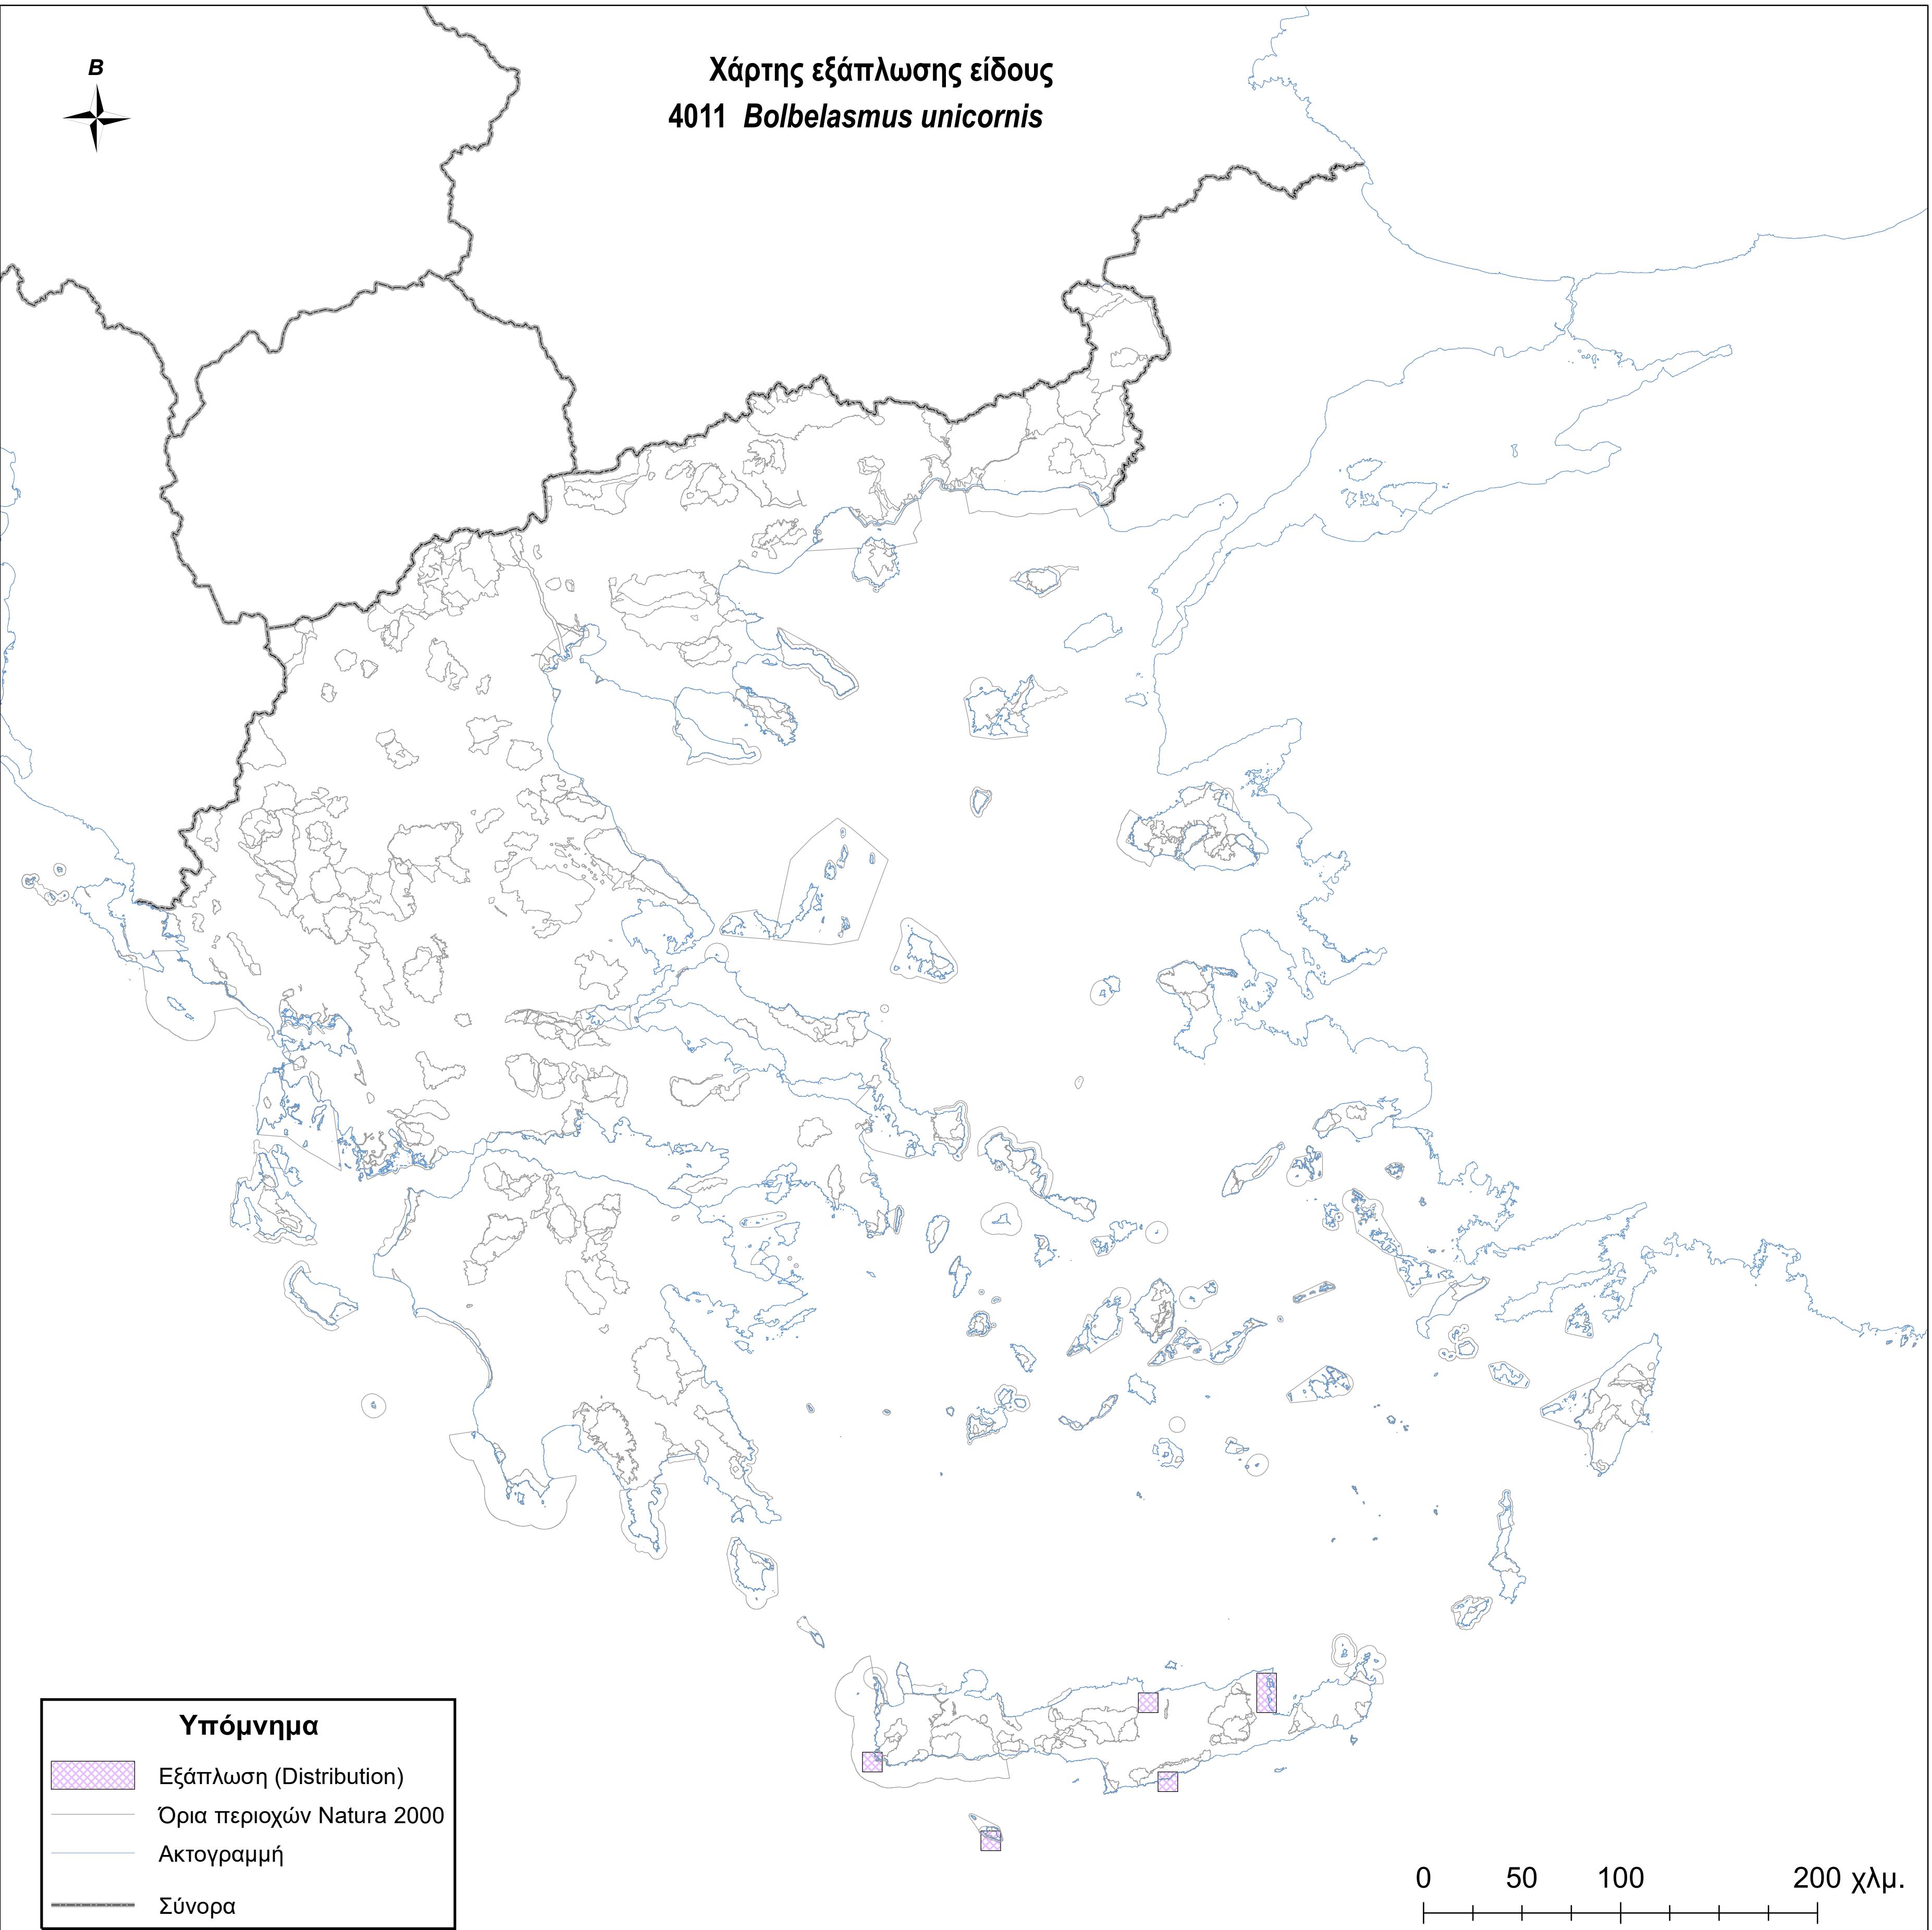 Χάρτης εξάπλωσης είδους
4011 Bolbelasmus unicornis
Β
Υπόμνημα
Εξάπλωση (Distribution)
Όρια περιοχών Natura 2000
Ακτογραμμή
Σύνορα
0 50 100 200 χλμ.